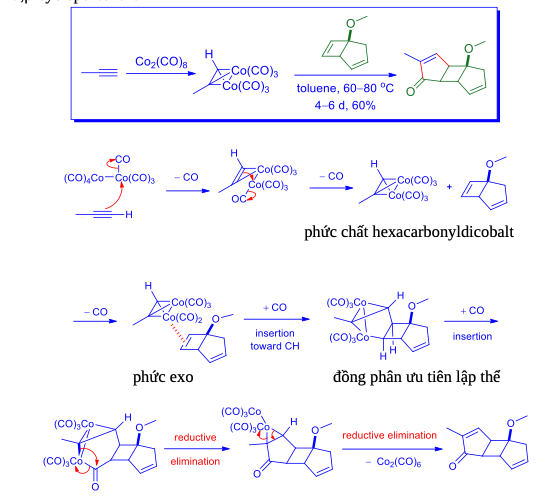 Co₂(CO)₈
H
Co(CO)₃
Co(CO)₃
O
toluene, 60–80 °C
4–6 d, 60%
O
O
CO
(CO)₄Co
Co(CO)₃
H
– CO
H
Co(CO)₃
Co(CO)₃
OC
– CO
H
Co(CO)₃
Co(CO)₃
+
O
phức chất hexacarbonyldicobalt
– CO
H
Co(CO)₃
Co(CO)₂
O
phức exo
+ CO
insertion
toward CH
(CO)₃Co
H
O
(CO)₃Co
H
H
đồng phân ưu tiên lập thể
+ CO
insertion
(CO)₃Co
H
O
(CO)₃Co
O
reductive
elimination
(CO)₃Co
(CO)₃Co
H
O
O
reductive elimination
– Co₂(CO)₆
O
O